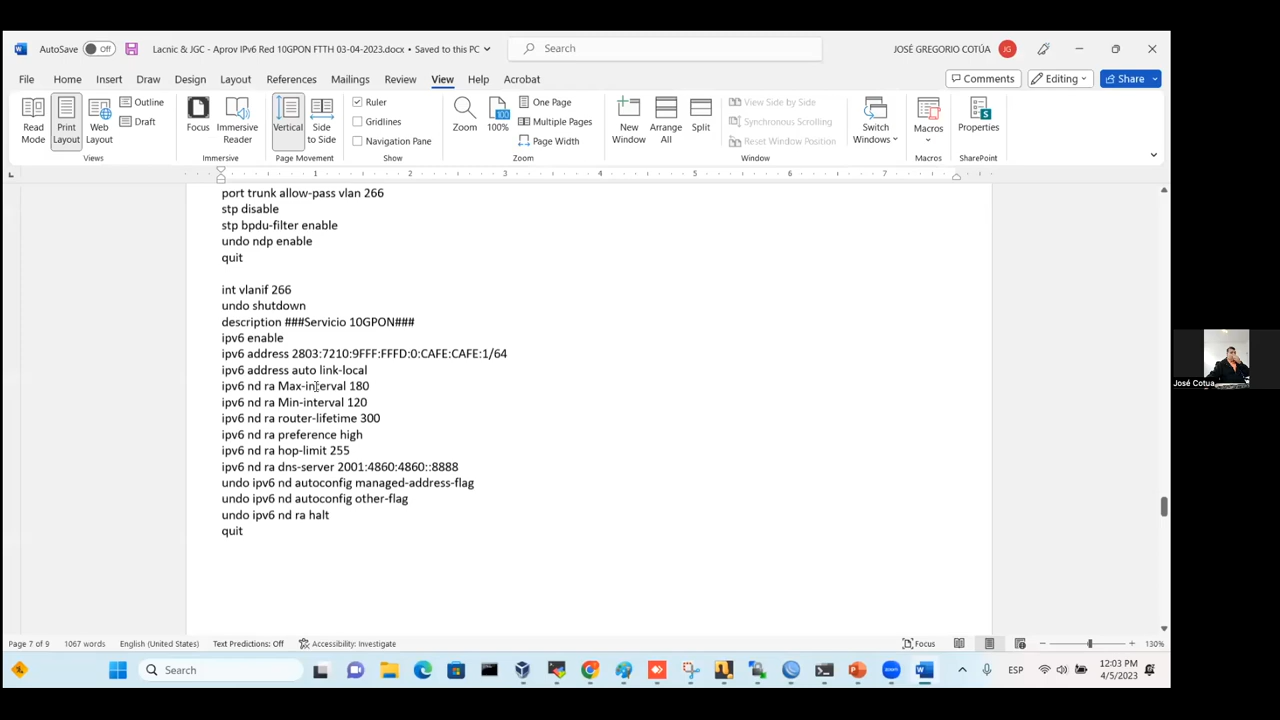 AutoSave Off Lacnic & JGC - Aprov IPv6 Red 10GPON FTTH 03-04-2023.docx • Saved to this PC Search JOSÉ GREGORIO COTÚA JG
File Home Insert Draw Design Layout References Mailings Review View Help Acrobat Comments Editing Share
Read Mode
Print Layout
Web Layout
Outline
Draft
Views
Focus
Immersive Reader
Immersive
Vertical
Side to Side
Page Movement
Ruler
Gridlines
Navigation Pane
Show
Zoom
100
100%
One Page
Multiple Pages
Page Width
Zoom
New Window
Arrange All
Split
View Side by Side
Synchronous Scrolling
Reset Window Position
Window
Switch Windows
Macros
Macros
Properties
SharePoint
1 2 3 4 5 6 7
port trunk allow-pass vlan 266
stp disable
stp bpdu-filter enable
undo ndp enable
quit
int vlanif 266
undo shutdown
description ###Servicio 10GPON###
ipv6 enable
ipv6 address 2803:7210:9FFF:FFFD:0:CAFE:CAFE:1/64
ipv6 address auto link-local
ipv6 nd ra Max-interval 180
ipv6 nd ra Min-interval 120
ipv6 nd ra router-lifetime 300
ipv6 nd ra preference high
ipv6 nd ra hop-limit 255
ipv6 nd ra dns-server 2001:4860:4860::8888
undo ipv6 nd autoconfig managed-address-flag
undo ipv6 nd autoconfig other-flag
undo ipv6 nd ra halt
quit
José Cotua
Page 7 of 9 1067 words English (United States) Text Predictions: Off Accessibility: Investigate Focus 130%
Search ESP 12:03 PM
4/5/2023